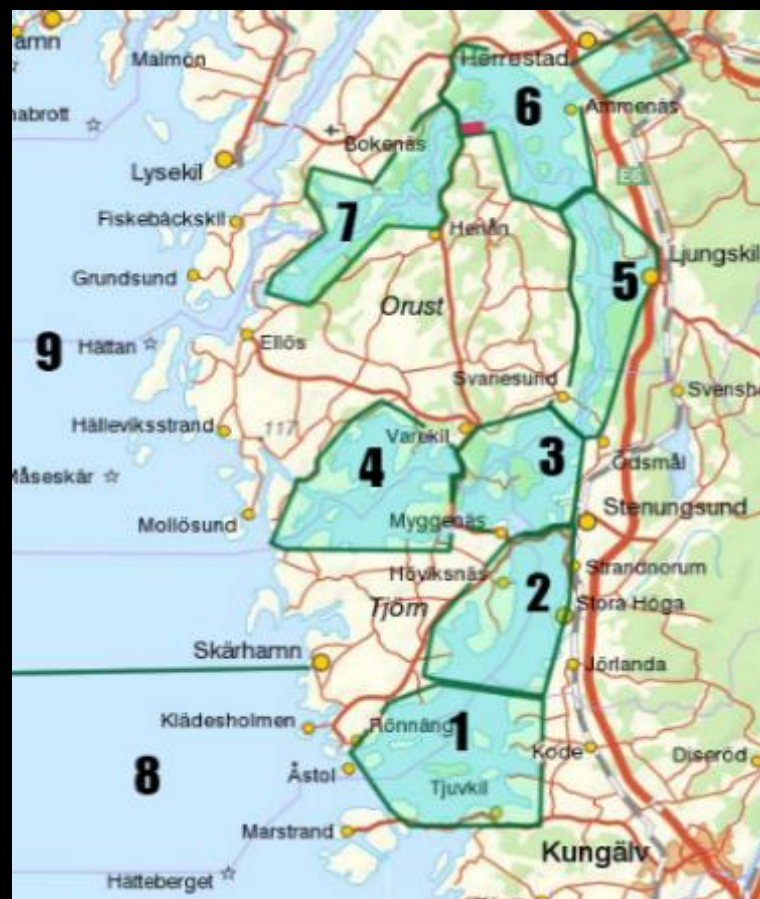 Herrestad
Malmön
6
Ammenäs
Bokenäs
Lysekil
E6
Fiskebäckskil
7
Henån
Ljungskil
Grundsund
5
Orust
Ellös
9
Hättan
Svanesund
Hälleviksstrand
117
Varekil
3
4
Ödsmål
Måseskär
Stenungsund
Mollösund
Myggenäs
Höviksnäs
Strandnorum
2
Tjörn
Stora Höga
Skärhamn
Jörlanda
Klädesholmen
Rönnäng
1
Kode
Diseröd
8
Åstol
Tjuvkil
Marstrand
Kungälv
Hätteberget